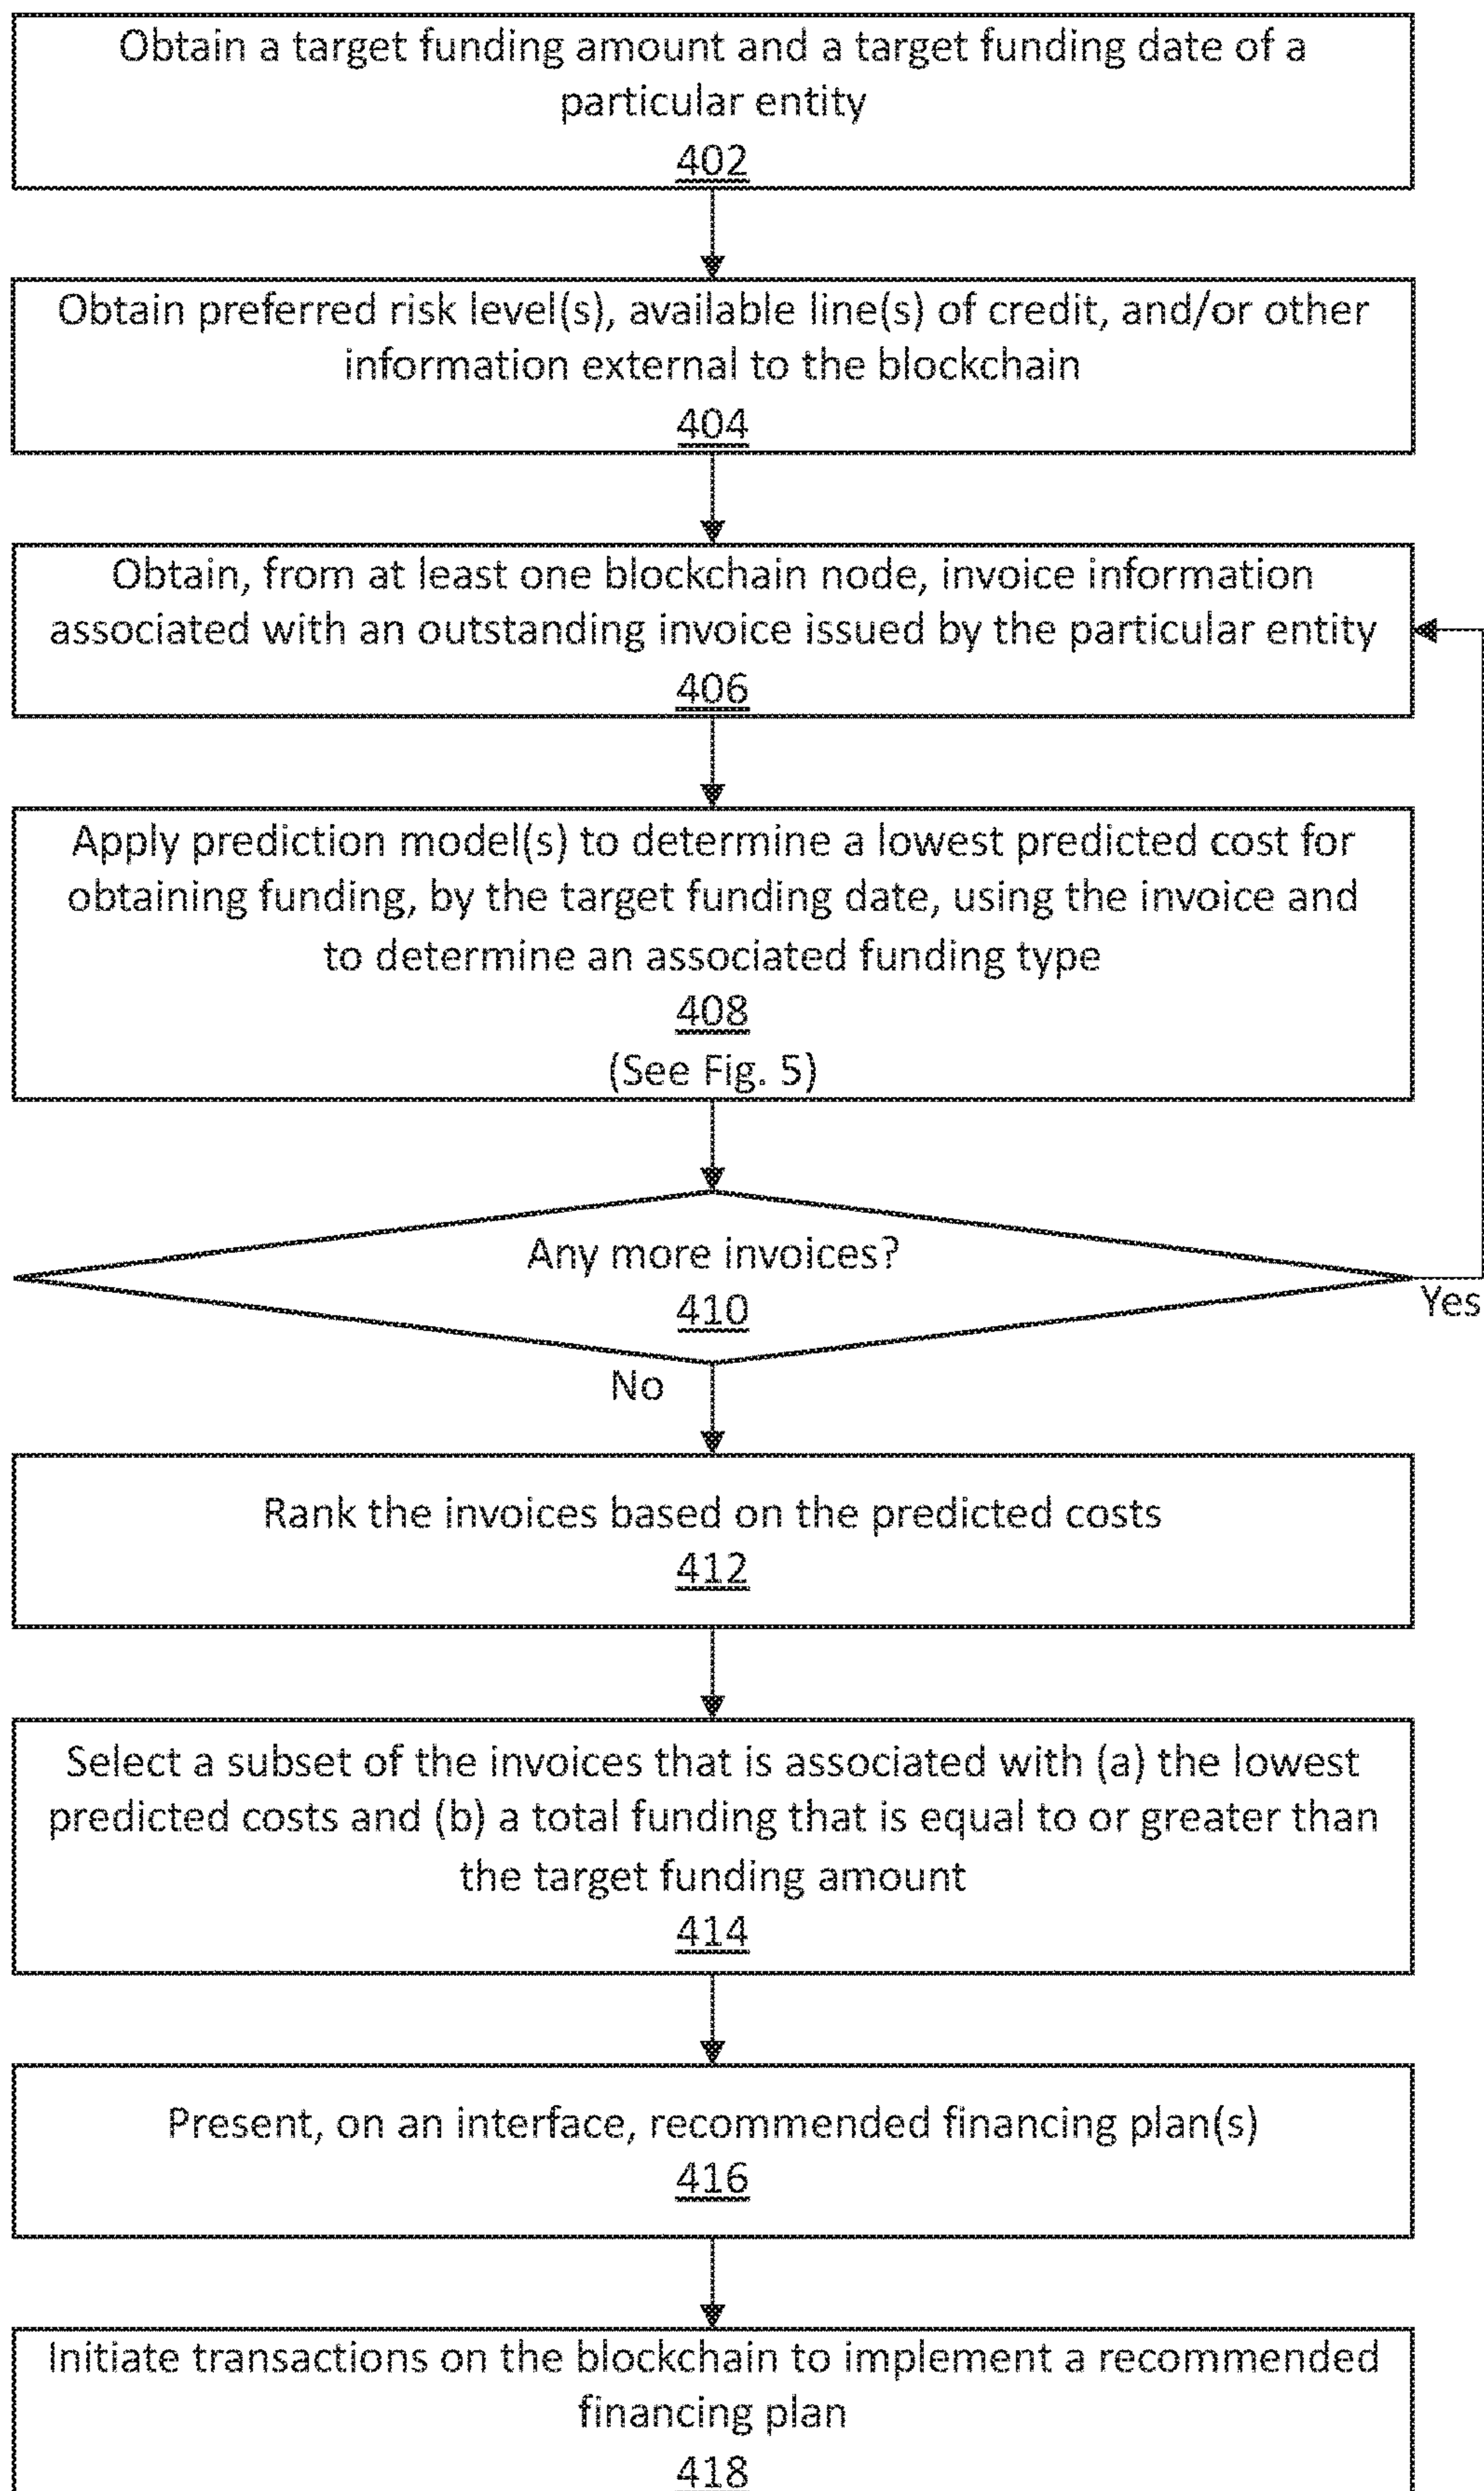 Obtain a target funding amount and a target funding date of a
particular entity
402
Obtain preferred risk level(s), available line(s) of credit, and/or other
information external to the blockchain
404
Obtain, from at least one blockchain node, invoice information
associated with an outstanding invoice issued by the particular entity
406
Apply prediction model(s) to determine a lowest predicted cost for
obtaining funding, by the target funding date, using the invoice and
to determine an associated funding type
408
(See Fig. 5)
Any more invoices?
410
Yes
No
Rank the invoices based on the predicted costs
412
Select a subset of the invoices that is associated with (a) the lowest
predicted costs and (b) a total funding that is equal to or greater than
the target funding amount
414
Present, on an interface, recommended financing plan(s)
416
Initiate transactions on the blockchain to implement a recommended
financing plan
418